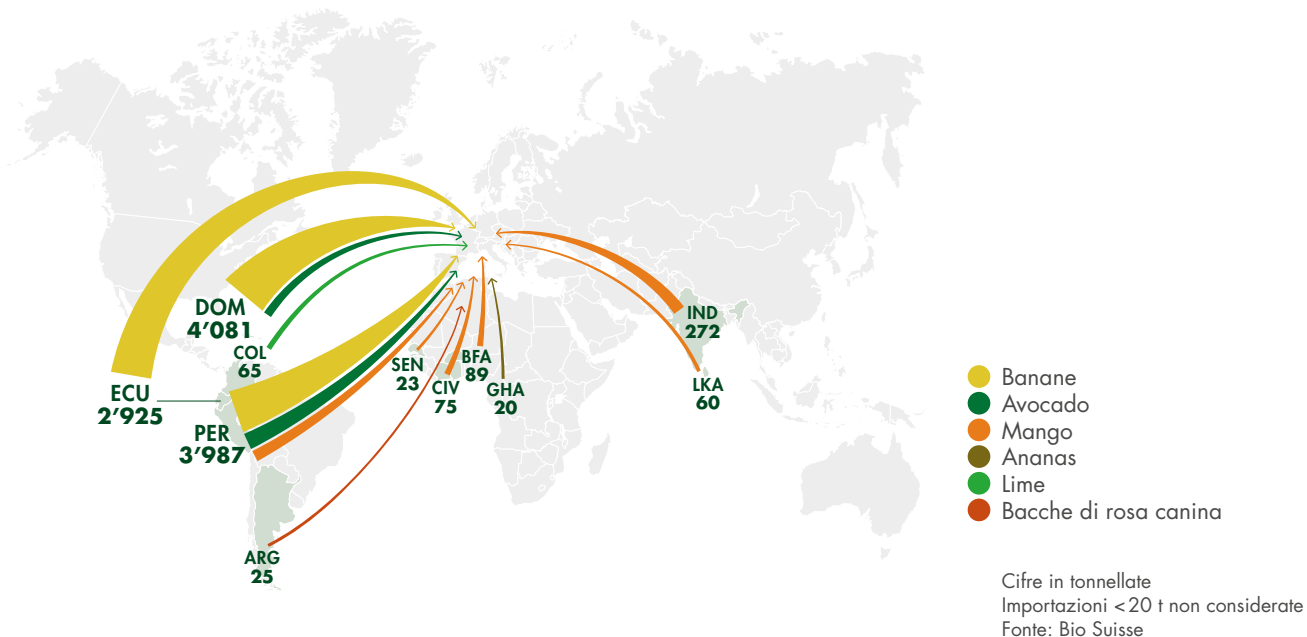 DOM
4’081
COL
65
ECU
2’925
PER
3’987
ARG
25
SEN
23
CIV
75
BFA
89
GHA
20
IND
272
LKA
60
Banane
Avocado
Mango
Ananas
Lime
Bacche di rosa canina
Cifre in tonnellate
Importazioni <20 t non considerate
Fonte: Bio Suisse